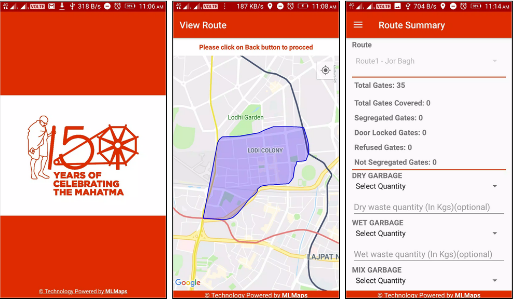 VOLTE 318 B/S 11:06 AM
150
YEARS OF
CELEBRATING
THE MAHATMA
© Technology Powered by MLMaps
VOLTE 187 KB/s 11:08 AM
View Route
Please click on Back button to procced
Lodhi Garden
LODI COLONY
LAJPAT N
Google
© Technology Powered by MLMaps
VOLTE 704 B/s 11:14 AM
Route Summary
Route
Route1 - Jor Bagh
Total Gates: 35
Total Gates Covered: 0
Segregated Gates: 0
Door Locked Gates: 0
Refused Gates: 0
Not Segregated Gates: 0
DRY GARBAGE
Select Quantity
Dry waste quantity (In Kgs)(optional)
WET GARBAGE
Select Quantity
Wet waste quantity (In Kgs)(optional)
MIX GARBAGE
Select Quantity
© Technology Powered by MLMaps